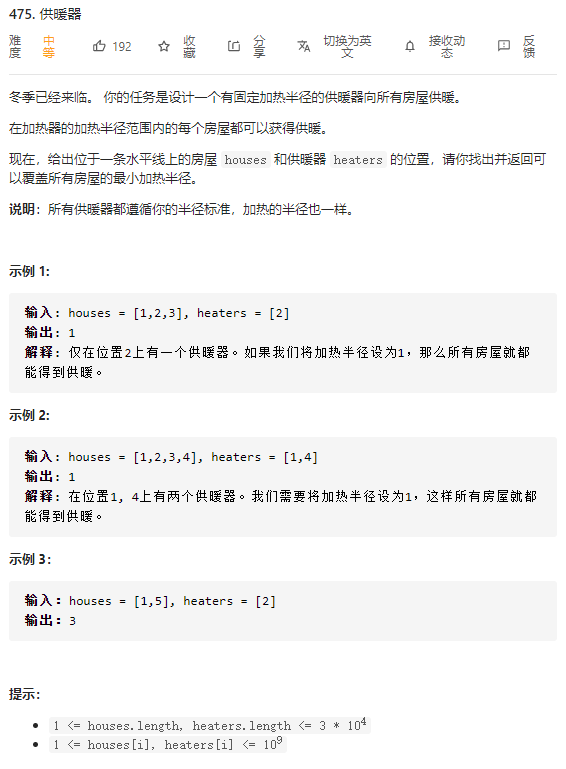 475. 供暖器
难度 中等 192 收藏 分享 切换为英文 接收动态 反馈
冬季已经来临。 你的任务是设计一个有固定加热半径的供暖器向所有房屋供暖。
在加热器的加热半径范围内的每个房屋都可以获得供暖。
现在，给出位于一条水平线上的房屋 houses 和供暖器 heaters 的位置，请你找出并返回可
以覆盖所有房屋的最小加热半径。
说明：所有供暖器都遵循你的半径标准，加热的半径也一样。
示例 1:
输入: houses = [1,2,3], heaters = [2]
输出: 1
解释: 仅在位置2上有一个供暖器。如果我们将加热半径设为1，那么所有房屋就都
能得到供暖。
示例 2:
输入: houses = [1,2,3,4], heaters = [1,4]
输出: 1
解释: 在位置1, 4上有两个供暖器。我们需要将加热半径设为1，这样所有房屋就都
能得到供暖。
示例 3：
输入：houses = [1,5], heaters = [2]
输出：3
提示：
• 1 <= houses.length, heaters.length <= 3 * 10⁴
• 1 <= houses[i], heaters[i] <= 10⁹